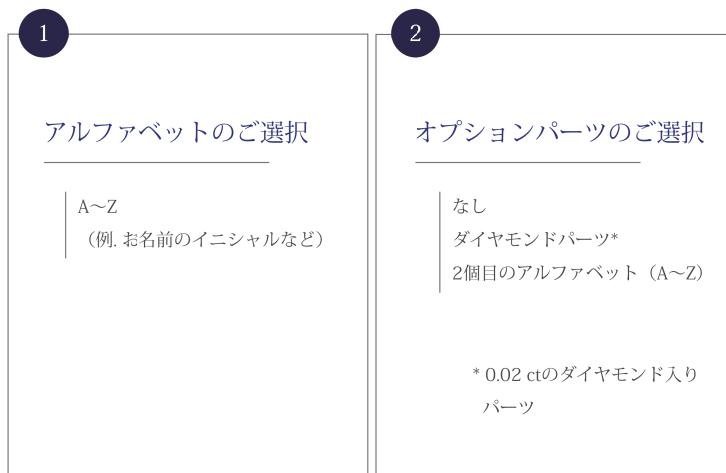 1
アルファベットのご選択
A〜Z
（例. お名前のイニシャルなど）
2
オプションパーツのご選択
なし
ダイヤモンドパーツ*
2個目のアルファベット（A〜Z）
* 0.02 ctのダイヤモンド入り
パーツ